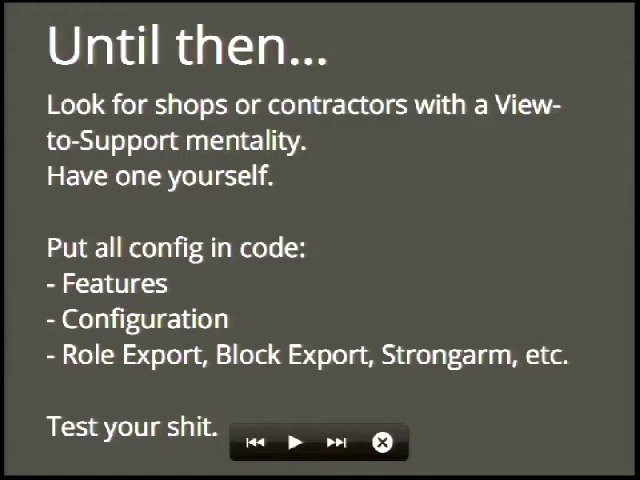 Until then...
Look for shops or contractors with a View-
to-Support mentality.
Have one yourself.
Put all config in code:
- Features
- Configuration
- Role Export, Block Export, Strongarm, etc.
Test your shit.